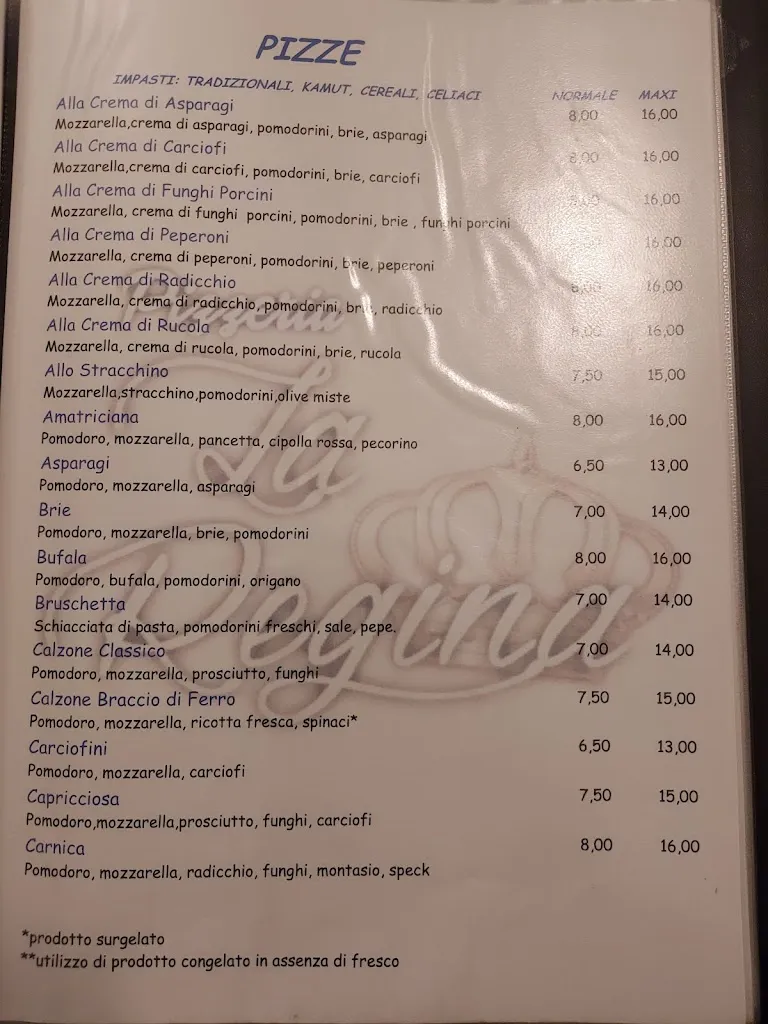 PIZZE
IMPASTI: TRADIZIONALI, KAMUT, CEREALI, CELIACI NORMALE MAXI
Alla Crema di Asparagi 8,00 16,00
Mozzarella,crema di asparagi, pomodorini, brie, asparagi
Alla Crema di Carciofi 8,00 16,00
Mozzarella,crema di carciofi, pomodorini, brie, carciofi
Alla Crema di Funghi Porcini 16,00
Mozzarella, crema di funghi porcini, pomodorini, brie , funghi porcini
Alla Crema di Peperoni 16,00
Mozzarella, crema di peperoni, pomodorini, brie, peperoni
Alla Crema di Radicchio 8,00 16,00
Mozzarella, crema di radicchio, pomodorini, brie, radicchio
Alla Crema di Rucola 8,00 16,00
Mozzarella, crema di rucola, pomodorini, brie, rucola
Allo Stracchino 7,50 15,00
Mozzarella,stracchino,pomodorini,olive miste
Amatriciana 8,00 16,00
Pomodoro, mozzarella, pancetta, cipolla rossa, pecorino
Asparagi 6,50 13,00
Pomodoro, mozzarella, asparagi
Brie 7,00 14,00
Pomodoro, mozzarella, brie, pomodorini
Bufala 8,00 16,00
Pomodoro, bufala, pomodorini, origano
Bruschetta 7,00 14,00
Schiacciata di pasta, pomodorini freschi, sale, pepe.
Calzone Classico 7,00 14,00
Pomodoro, mozzarella, prosciutto, funghi
Calzone Braccio di Ferro 7,50 15,00
Pomodoro, mozzarella, ricotta fresca, spinaci*
Carciofini 6,50 13,00
Pomodoro, mozzarella, carciofi
Capricciosa 7,50 15,00
Pomodoro,mozzarella,prosciutto, funghi, carciofi
Carnica 8,00 16,00
Pomodoro, mozzarella, radicchio, funghi, montasio, speck
*prodotto surgelato
**utilizzo di prodotto congelato in assenza di fresco
Pizzeria
La
Regina